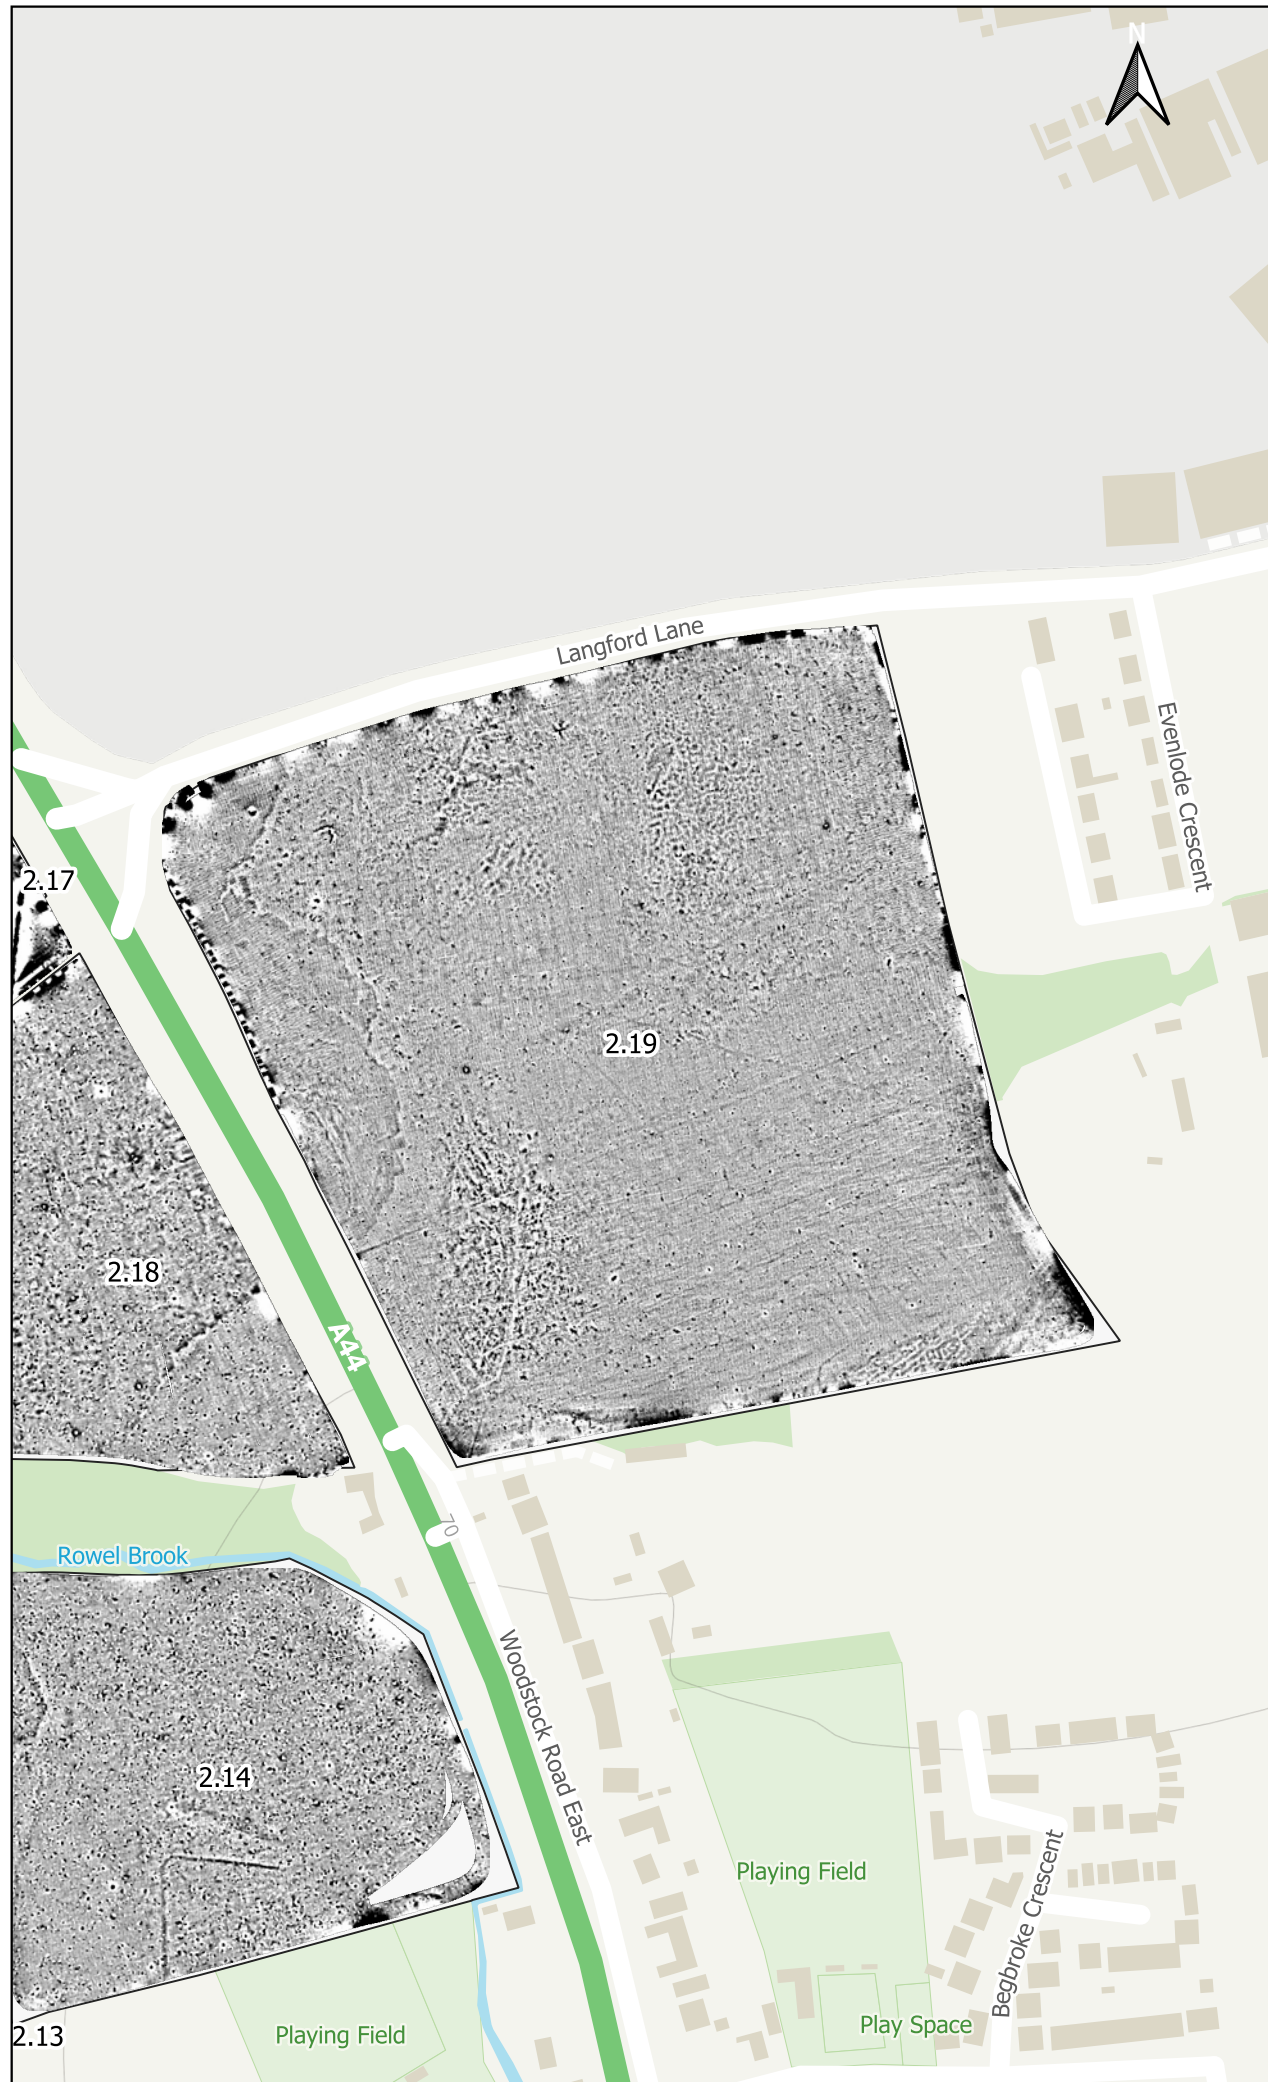 N
Langford Lane
Evenlode Crescent
2.17
2.19
2.18
A44
70
Rowel Brook
Woodstock Road East
2.14
Playing Field
Begbroke Crescent
Play Space
2.13
Playing Field